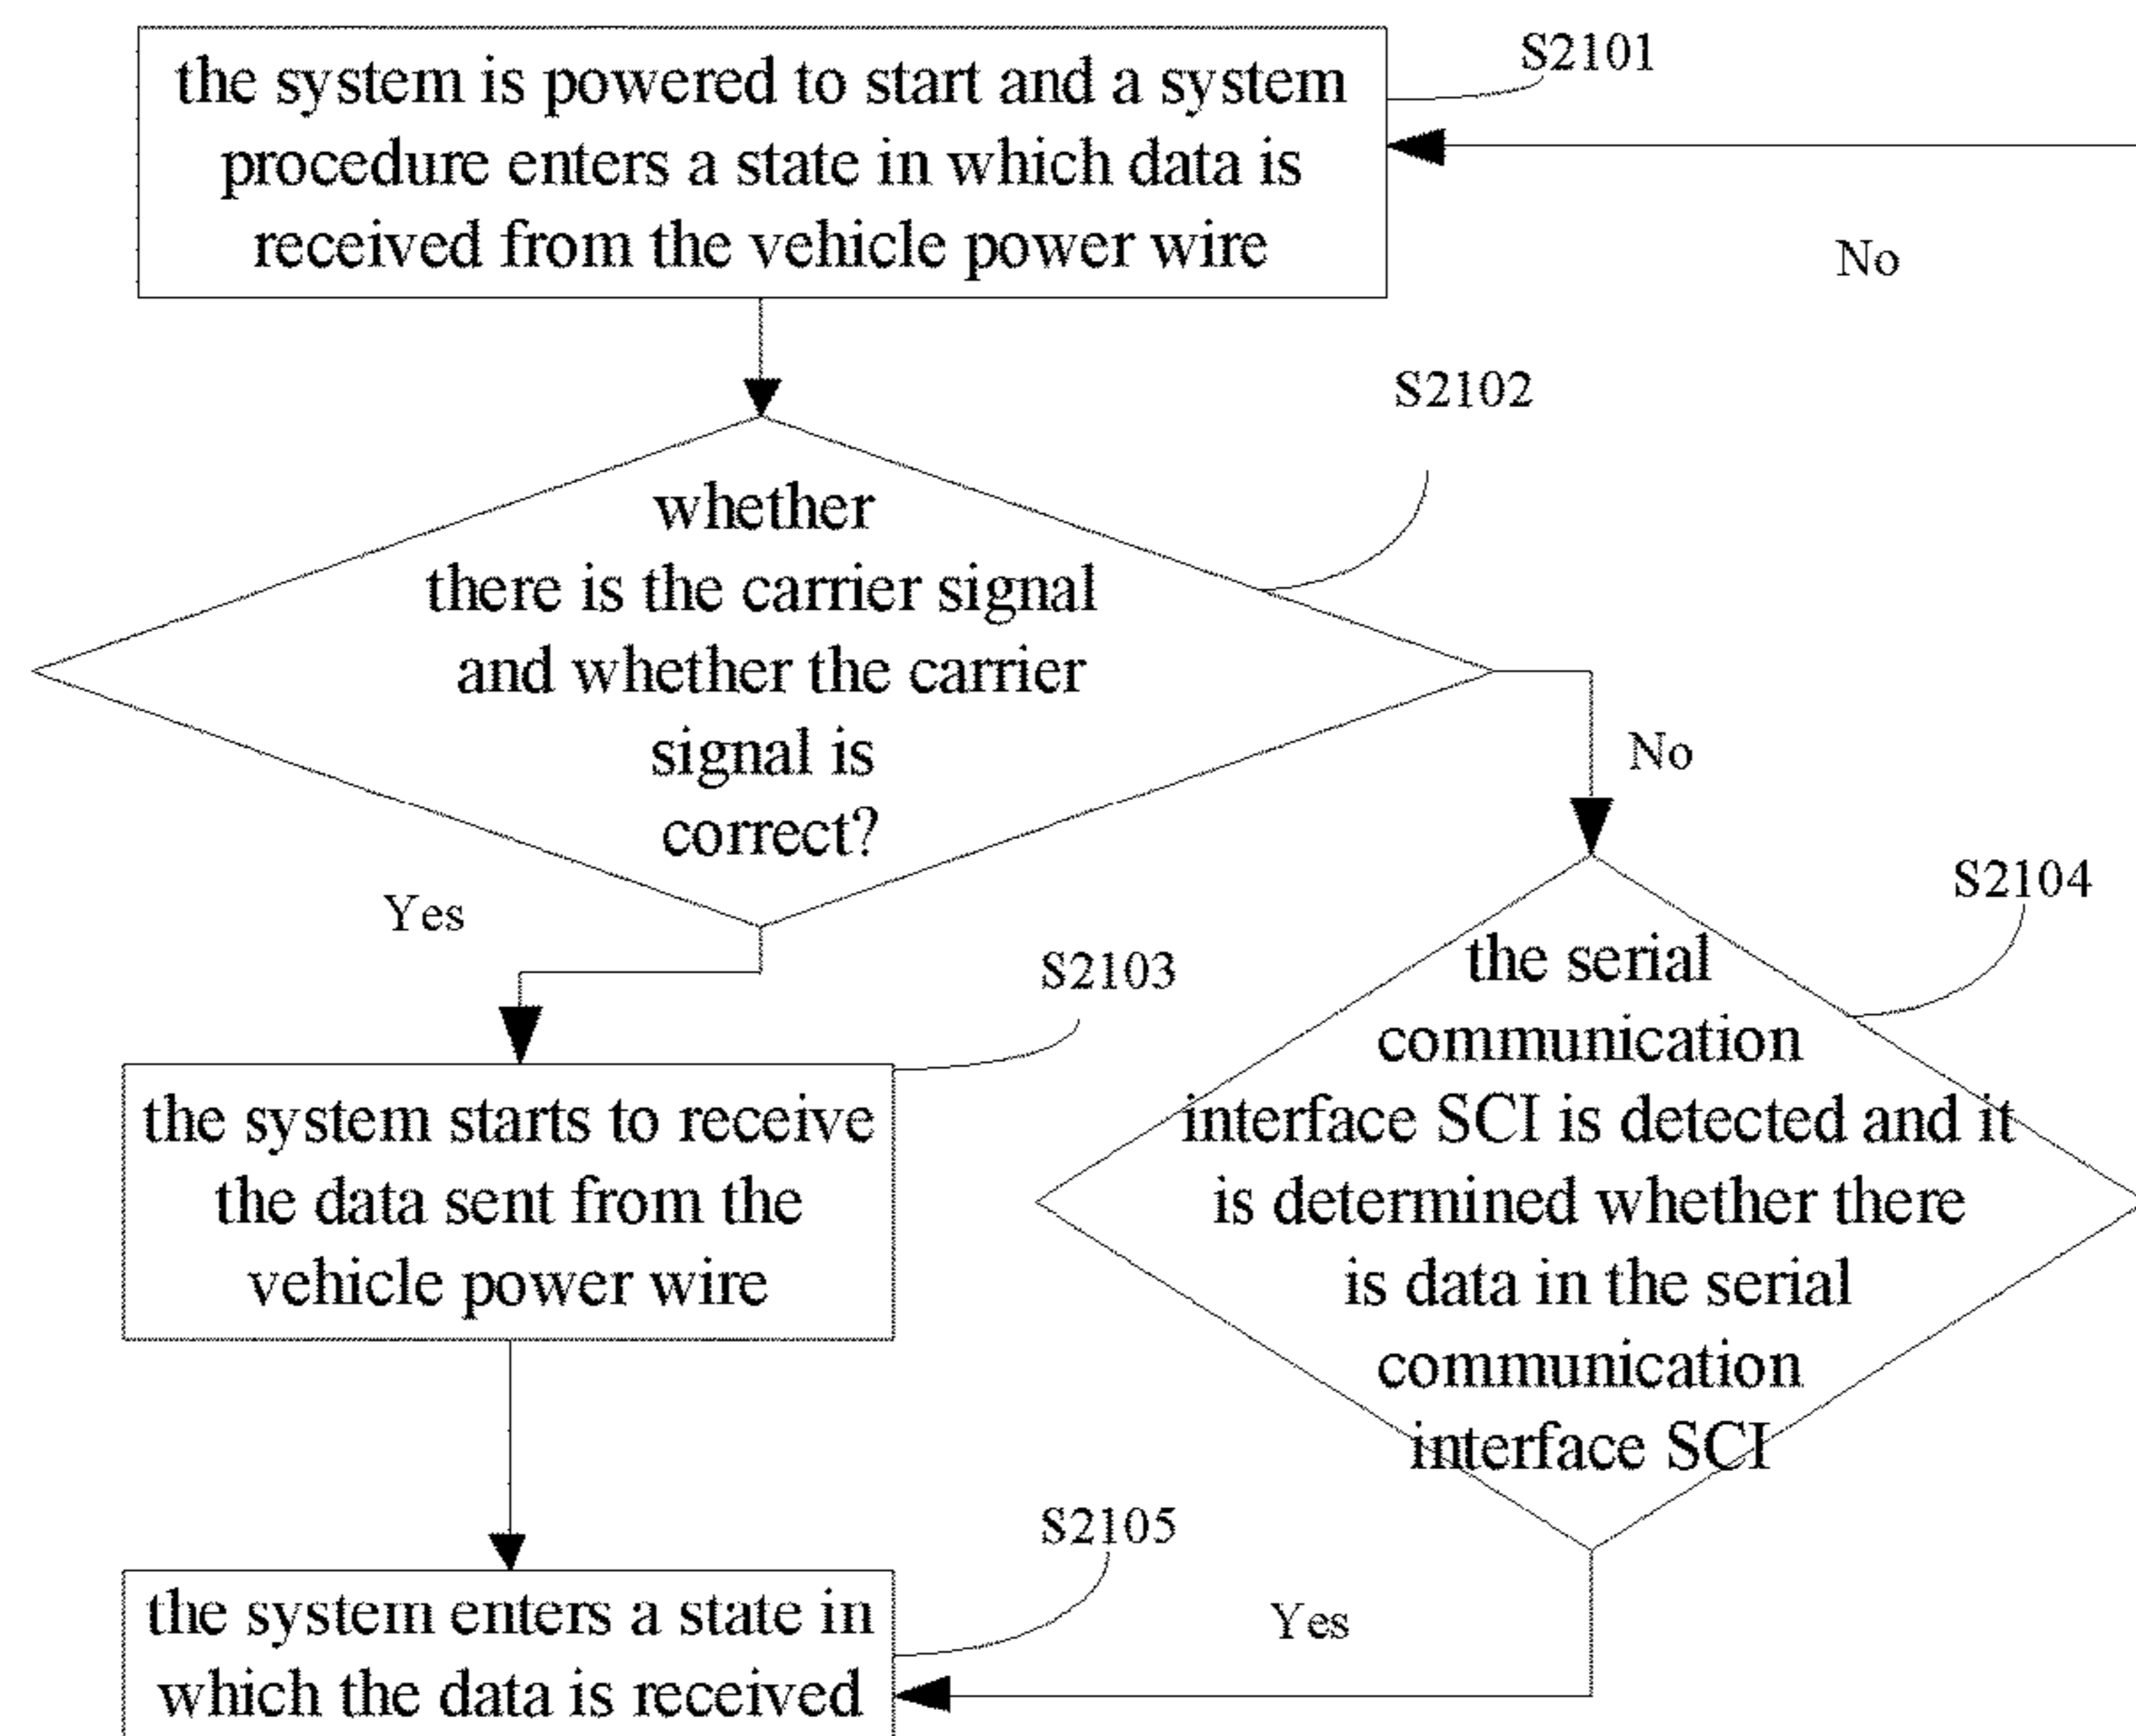 S2101
the system is powered to start and a system
procedure enters a state in which data is
received from the vehicle power wire
No
S2102
whether
there is the carrier signal
and whether the carrier
signal is
correct?
No
Yes
S2103
the system starts to receive
the data sent from the
vehicle power wire
S2104
the serial
communication
interface SCI is detected and it
is determined whether there
is data in the serial
communication
interface SCI
S2105
the system enters a state in
which the data is received
Yes